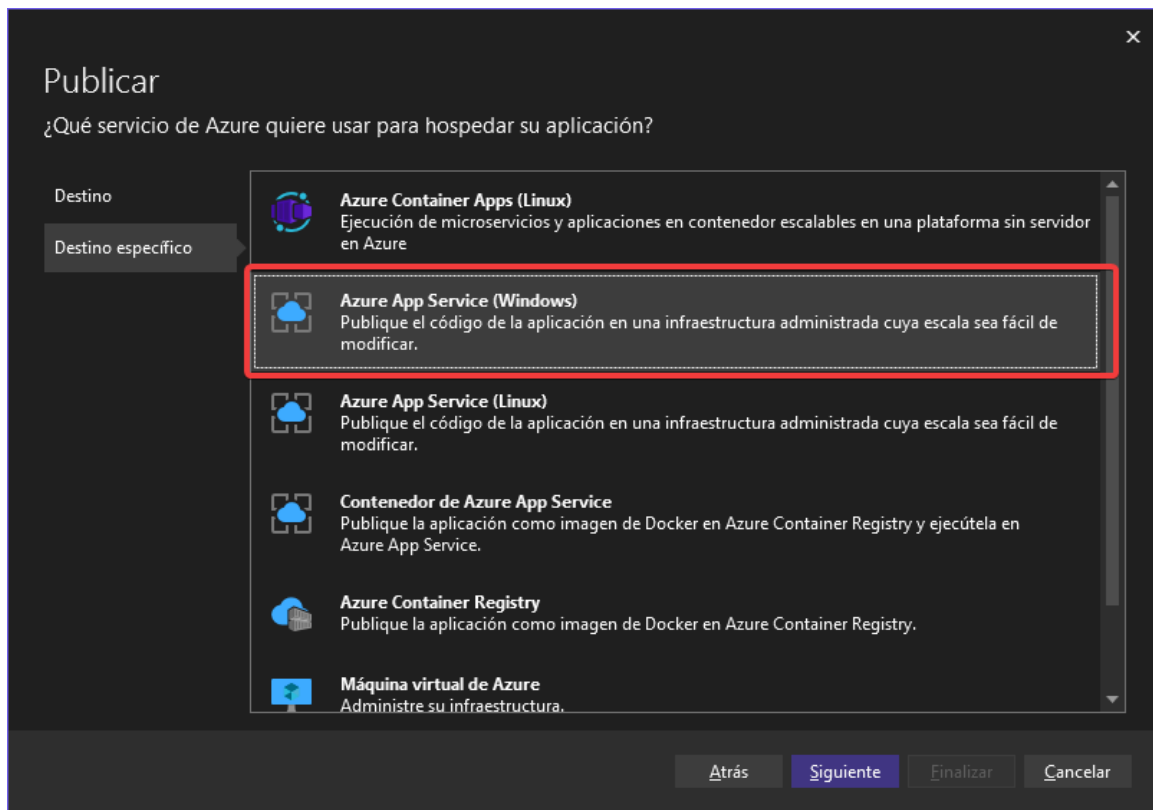 Publicar
¿Qué servicio de Azure quiere usar para hospedar su aplicación?
Destino
Destino específico
Azure Container Apps (Linux)
Ejecución de microservicios y aplicaciones en contenedor escalables en una plataforma sin servidor
en Azure
Azure App Service (Windows)
Publique el código de la aplicación en una infraestructura administrada cuya escala sea fácil de
modificar.
Azure App Service (Linux)
Publique el código de la aplicación en una infraestructura administrada cuya escala sea fácil de
modificar.
Contenedor de Azure App Service
Publique la aplicación como imagen de Docker en Azure Container Registry y ejecútela en
Azure App Service.
Azure Container Registry
Publique la aplicación como imagen de Docker en Azure Container Registry.
Máquina virtual de Azure
Administre su infraestructura.
Atrás
Siguiente
Finalizar
Cancelar